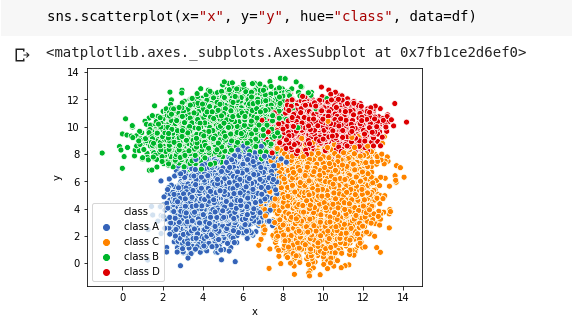 sns.scatterplot(x="x", y="y", hue="class", data=df)
<matplotlib.axes._subplots.AxesSubplot at 0x7fb1ce2d6ef0>
14
12
10
8
6
4
2
0
y
class
class A
class C
class B
class D
0 2 4 6 8 10 12 14
x